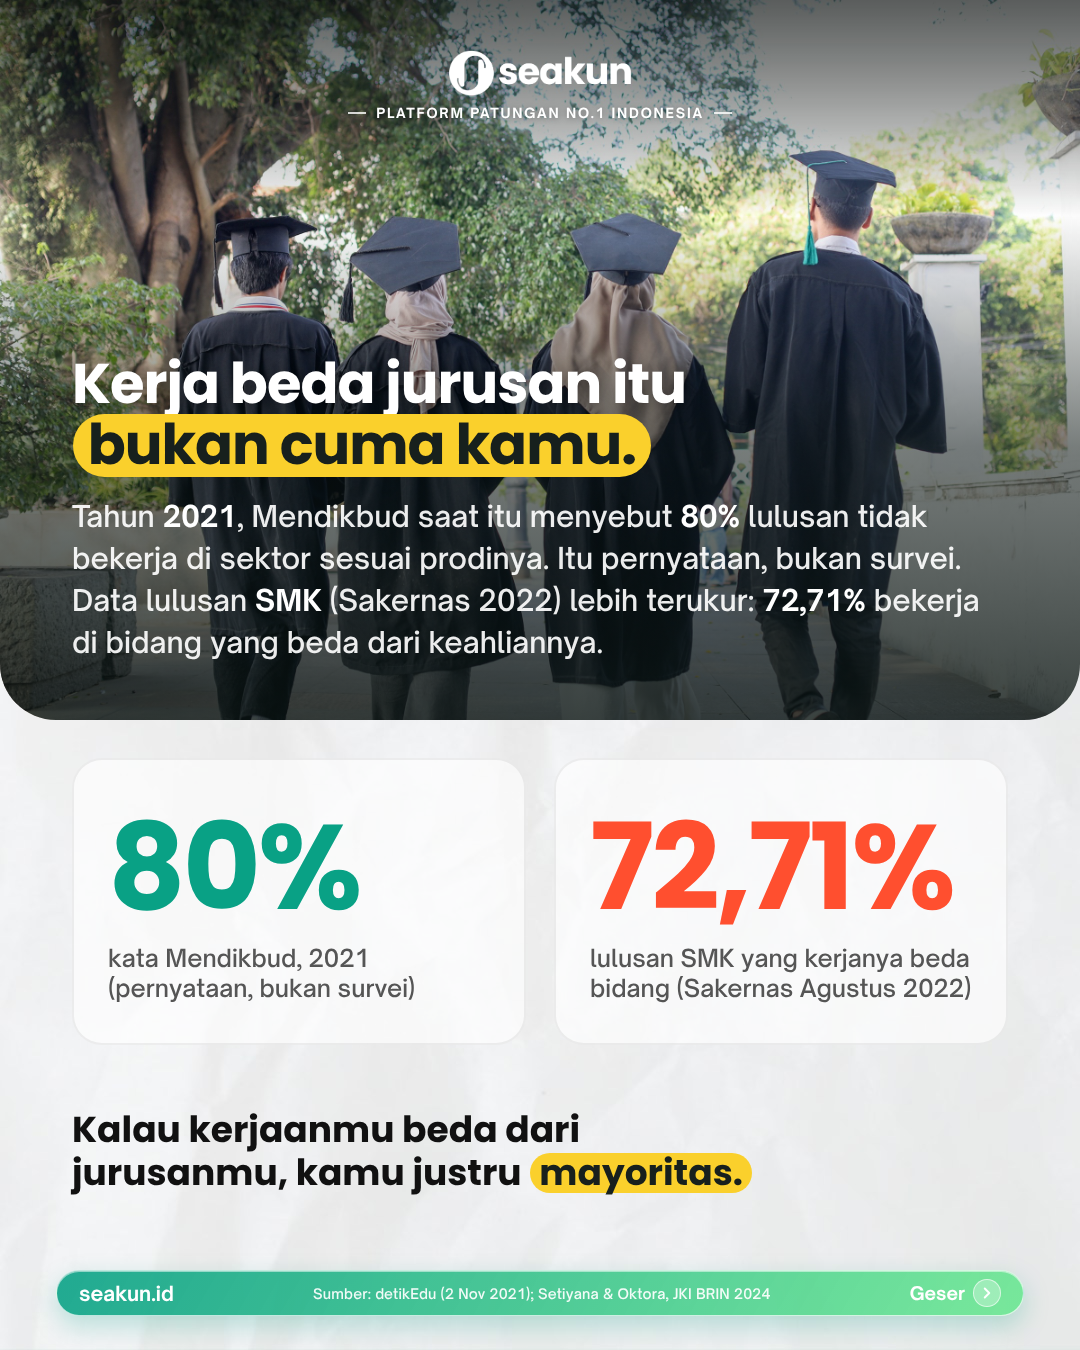 seakun
PLATFORM PATUNGAN NO.1 INDONESIA
Kerja beda jurusan itu
bukan cuma kamu.
Tahun 2021, Mendikbud saat itu menyebut 80% lulusan tidak
bekerja di sektor sesuai prodinya. Itu pernyataan, bukan survei.
Data lulusan SMK (Sakernas 2022) lebih terukur: 72,71% bekerja
di bidang yang beda dari keahliannya.
80%
kata Mendikbud, 2021
(pernyataan, bukan survei)
72,71%
lulusan SMK yang kerjanya beda
bidang (Sakernas Agustus 2022)
Kalau kerjaanmu beda dari
jurusanmu, kamu justru mayoritas.
seakun.id
Sumber: detikEdu (2 Nov 2021); Setiyana & Oktora, JKI BRIN 2024
Geser